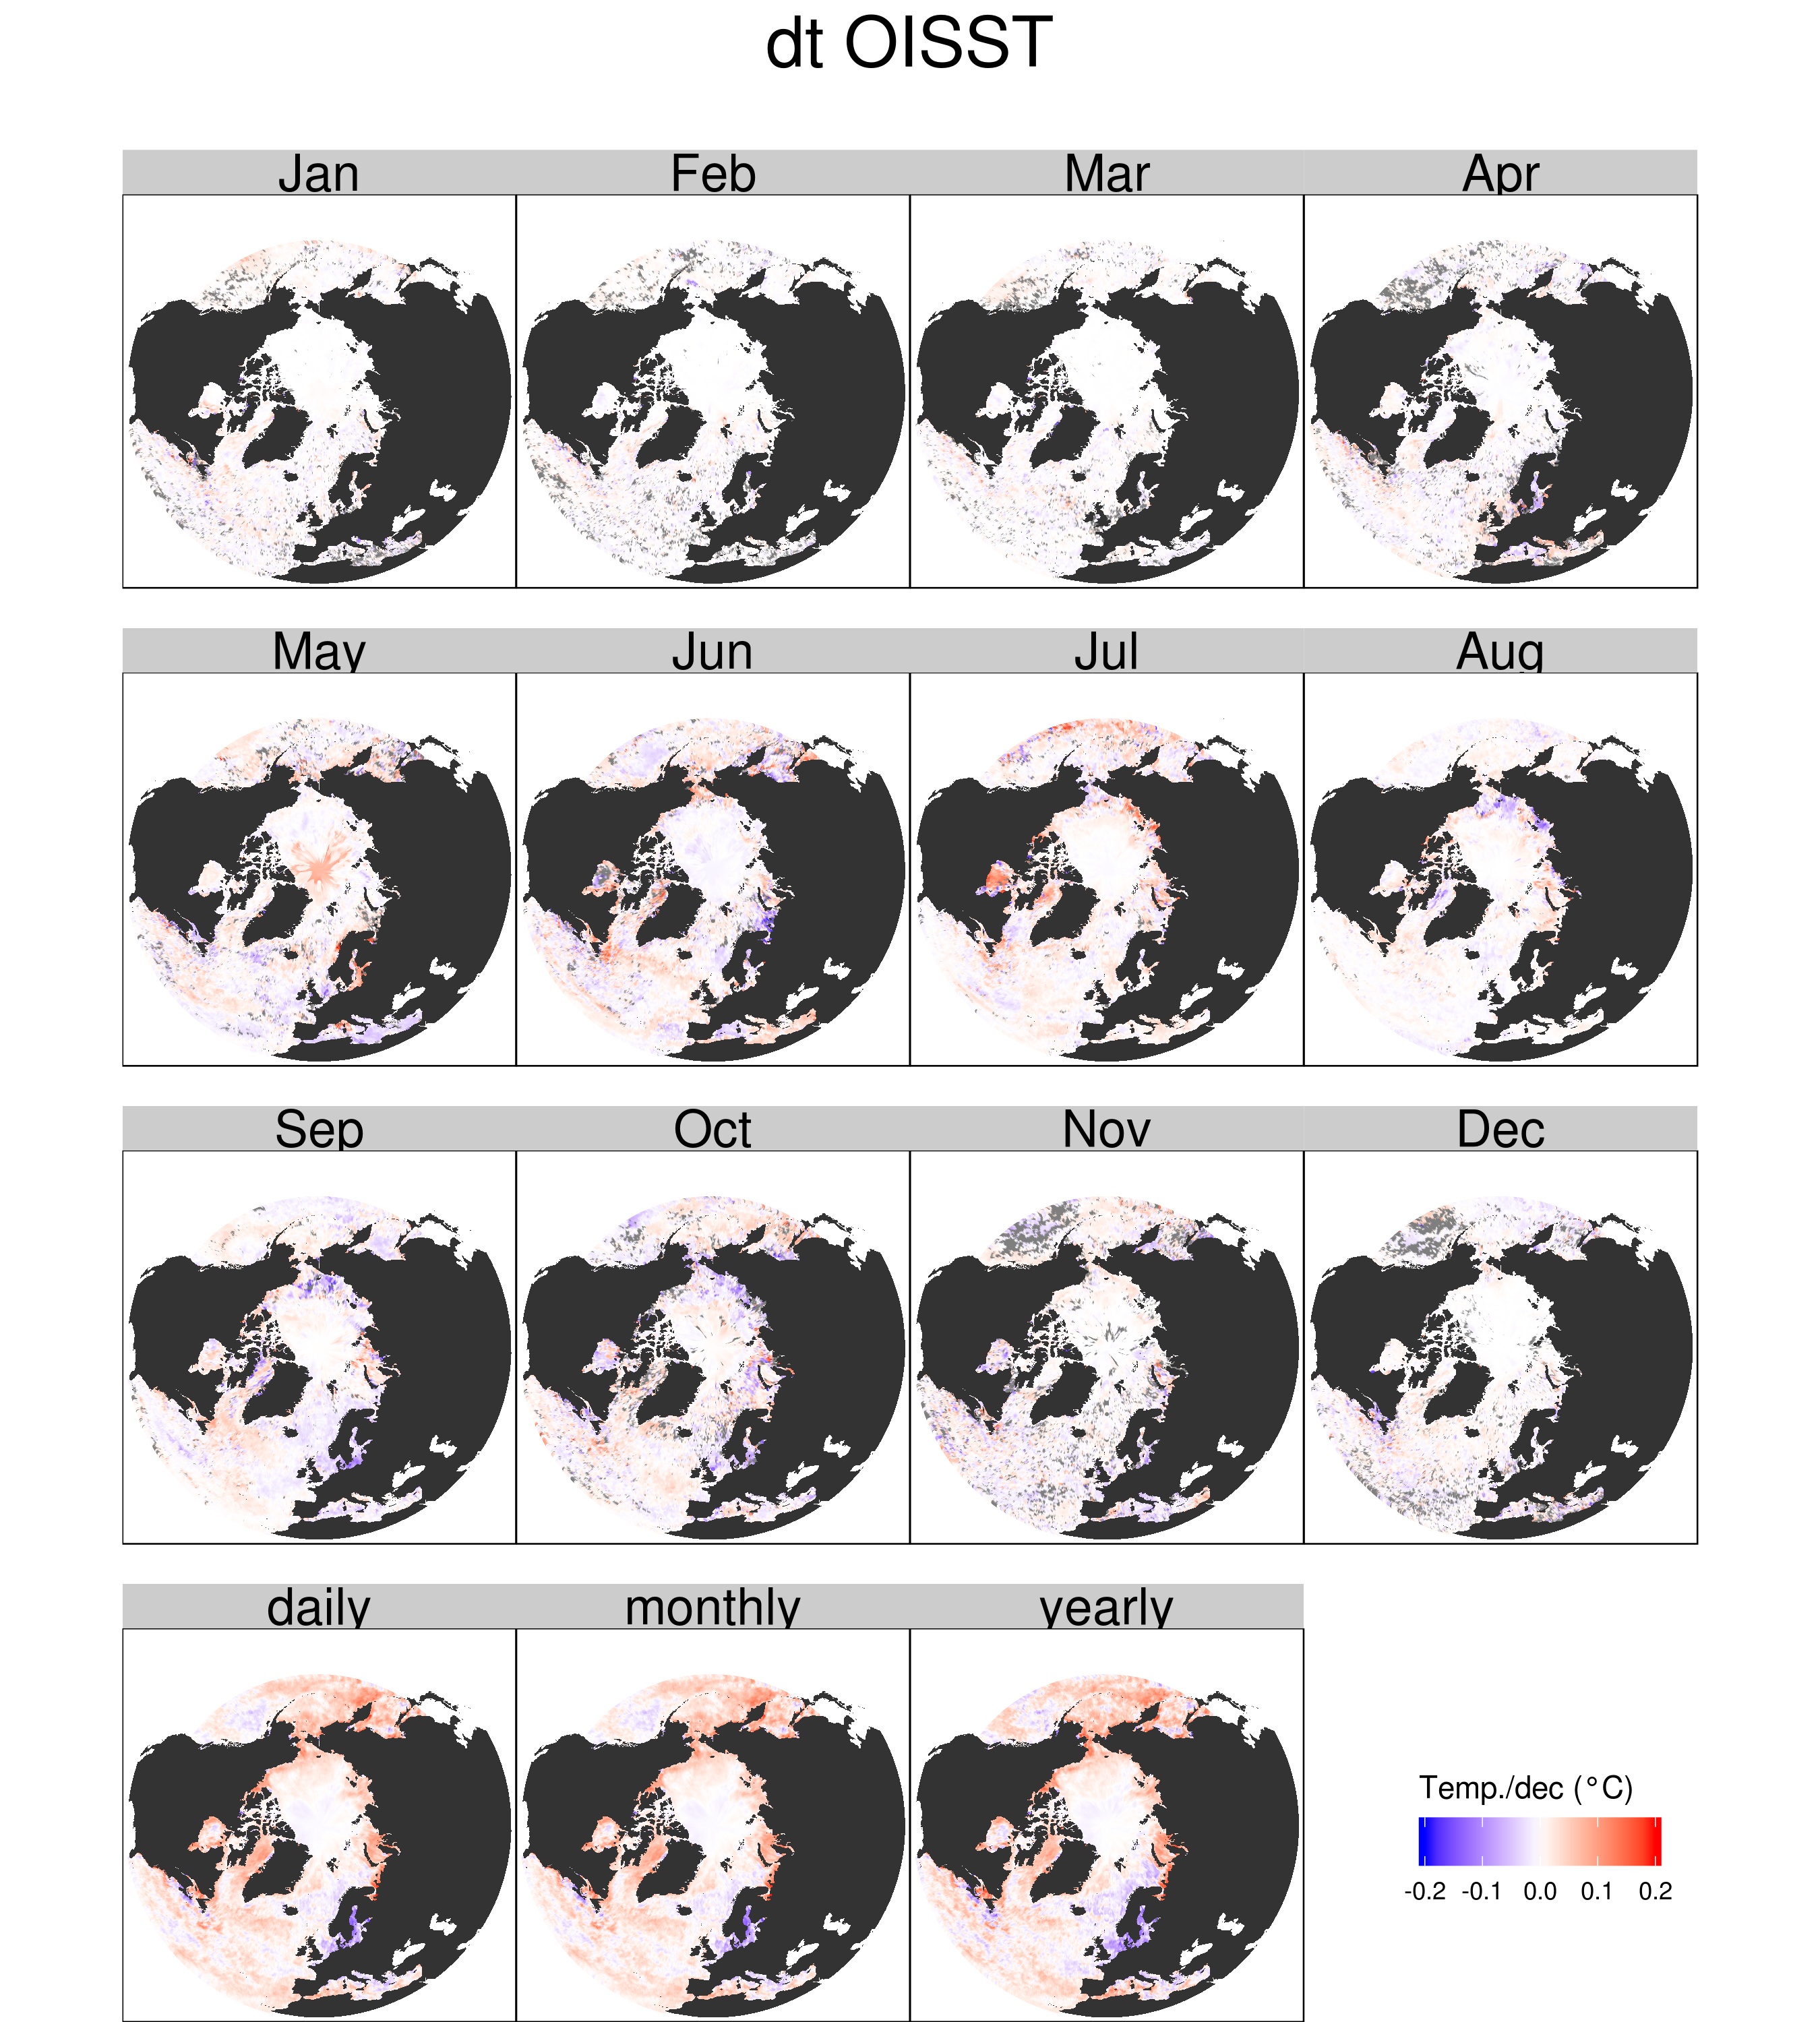 dt OISST
Jan Feb Mar Apr
May Jun Jul Aug
Sep Oct Nov Dec
daily monthly yearly
Temp./dec (°C)
-0.2 -0.1 0.0 0.1 0.2